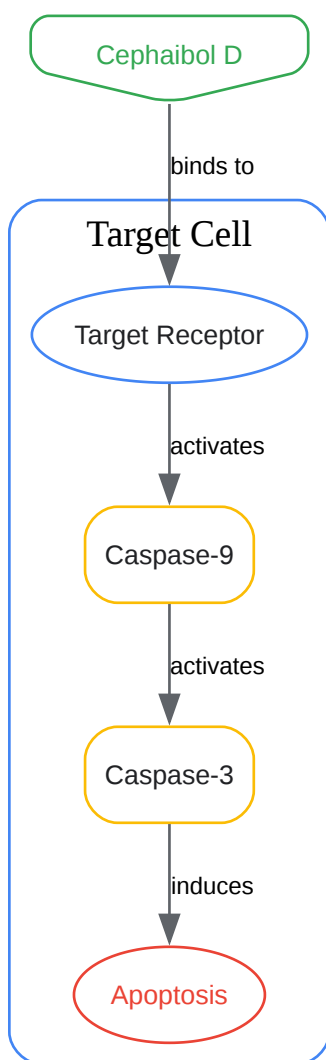 Cephaibol D
binds to
Target Cell
Target Receptor
activates
Caspase-9
activates
Caspase-3
induces
Apoptosis